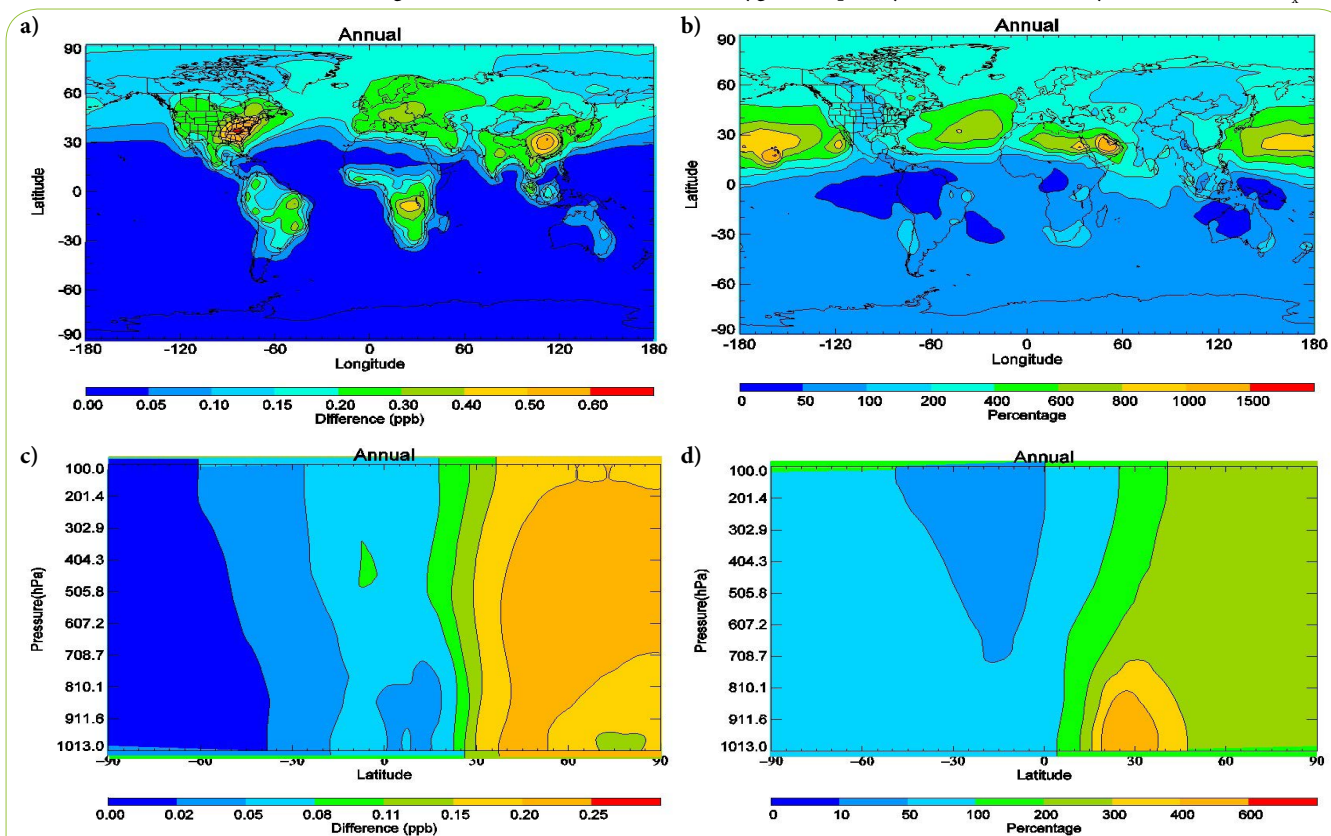 a)
Annual
Latitude
90
60
30
0
-30
-60
-90
-180 -120 -60 0 60 120 180
Longitude
0.00 0.05 0.10 0.15 0.20 0.30 0.40 0.50 0.60
Difference (ppb)
b)
Annual
Latitude
90
60
30
0
-30
-60
-90
-180 -120 -60 0 60 120 180
Longitude
0 50 100 200 400 600 800 1000 1500
Percentage
c)
Annual
Pressure(hPa)
100.0
201.4
302.9
404.3
505.8
607.2
708.7
810.1
911.6
1013.0
−90 −60 −30 0 30 60 90
Latitude
0.00 0.02 0.05 0.08 0.11 0.15 0.20 0.25
Difference (ppb)
d)
Annual
Pressure(hPa)
100.0
201.4
302.9
404.3
505.8
607.2
708.7
810.1
911.6
1013.0
−90 −60 −30 0 30 60 90
Latitude
0 10 50 100 200 300 400 600
Percentage